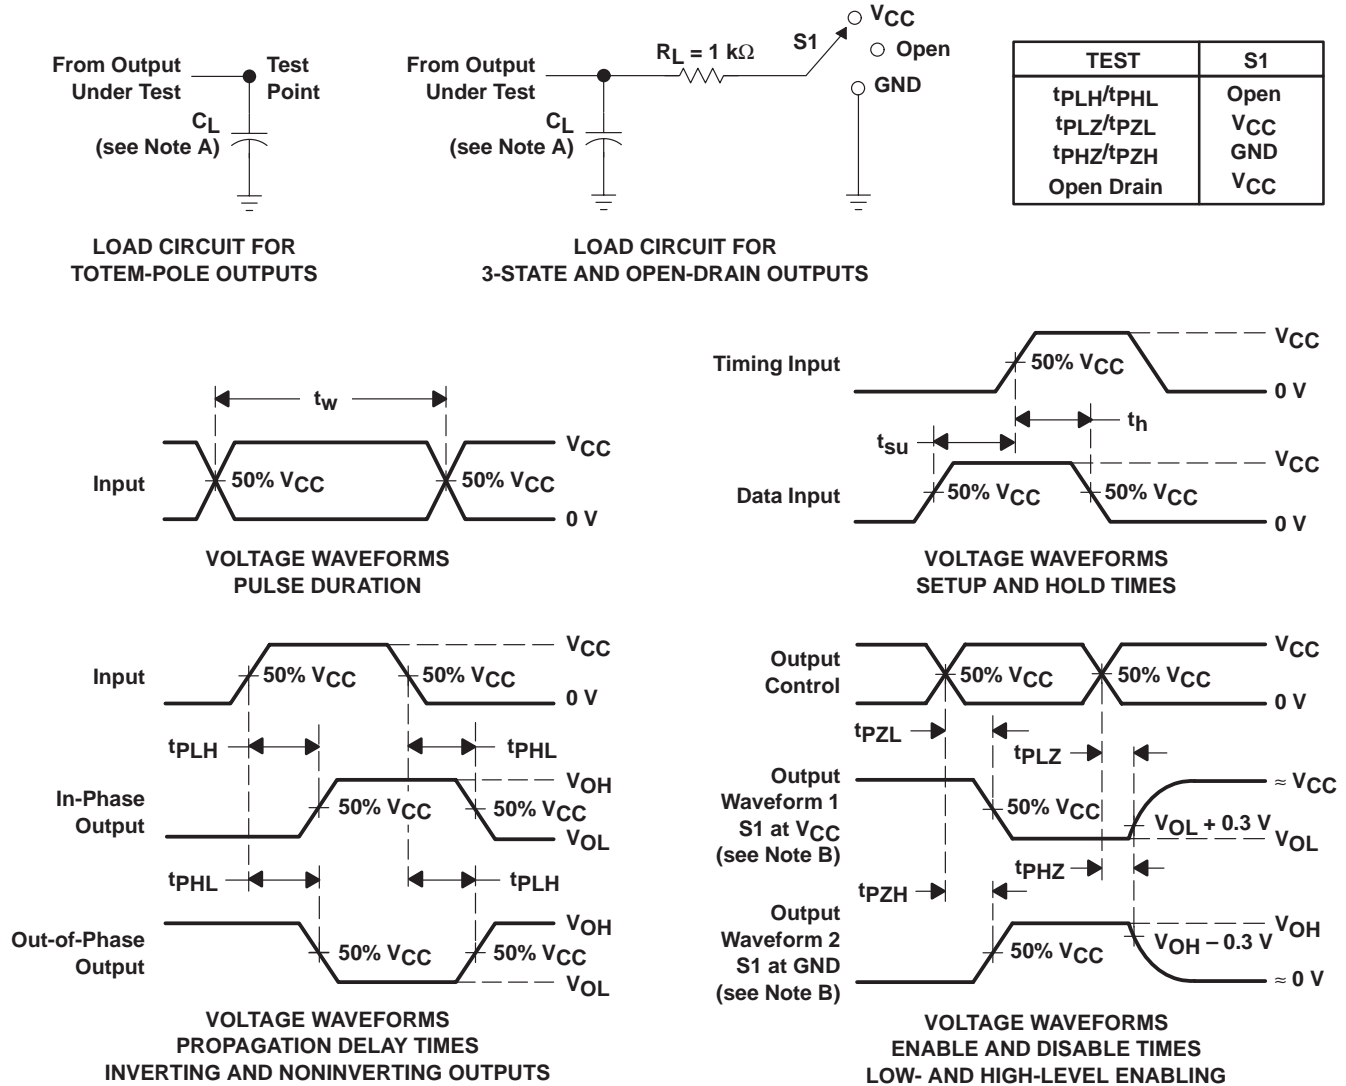 From Output
Under Test
Test
Point
CL
(see Note A)
LOAD CIRCUIT FOR
TOTEM-POLE OUTPUTS
From Output
Under Test
RL = 1 kΩ
S1
VCC
Open
GND
CL
(see Note A)
LOAD CIRCUIT FOR
3-STATE AND OPEN-DRAIN OUTPUTS
TEST S1
tPLH/tPHL Open
tPLZ/tPZL VCC
tPHZ/tPZH GND
Open Drain VCC
tw
Input
50% VCC
50% VCC
VCC
0 V
VOLTAGE WAVEFORMS
PULSE DURATION
Timing Input
50% VCC
VCC
0 V
th
tsu
Data Input
50% VCC
50% VCC
VCC
0 V
VOLTAGE WAVEFORMS
SETUP AND HOLD TIMES
Input
50% VCC
50% VCC
VCC
0 V
tPLH
tPHL
In-Phase
Output
50% VCC
50% VCC
VOH
VOL
tPHL
tPLH
Out-of-Phase
Output
50% VCC
50% VCC
VOH
VOL
VOLTAGE WAVEFORMS
PROPAGATION DELAY TIMES
INVERTING AND NONINVERTING OUTPUTS
Output
Control
50% VCC
50% VCC
VCC
0 V
tPZL
tPLZ
Output
Waveform 1
S1 at VCC
(see Note B)
50% VCC
VOL + 0.3 V
≈ VCC
VOL
tPHZ
tPZH
Output
Waveform 2
S1 at GND
(see Note B)
50% VCC
VOH – 0.3 V
VOH
≈ 0 V
VOLTAGE WAVEFORMS
ENABLE AND DISABLE TIMES
LOW- AND HIGH-LEVEL ENABLING